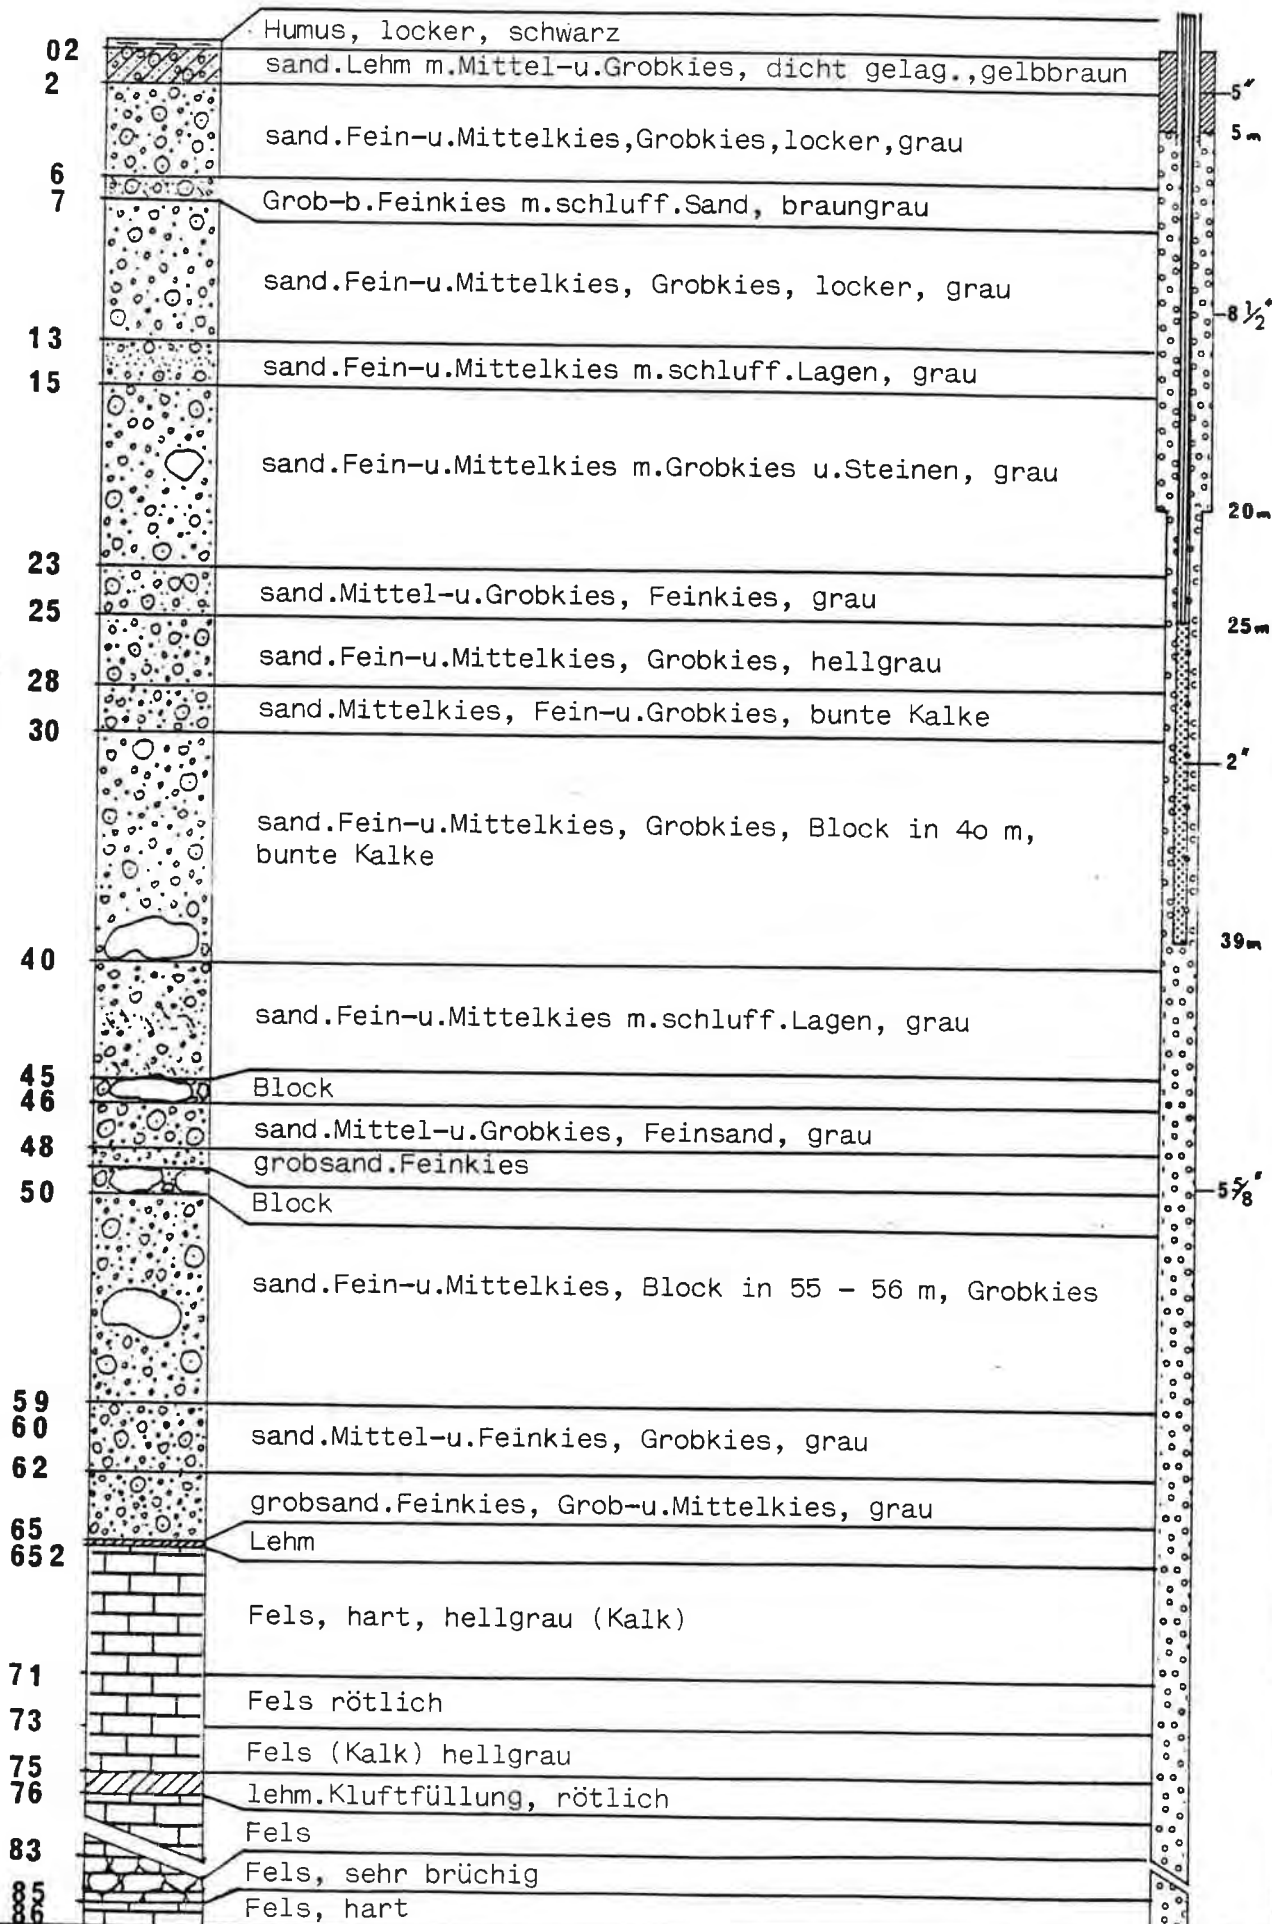 Humus, locker, schwarz
02
sand.Lehm m.Mittel-u.Grobkies, dicht gelag.,gelbbraun
2
5"
5m
sand.Fein-u.Mittelkies,Grobkies,locker,grau
6
7
Grob-b.Feinkies m.schluff.Sand, braungrau
sand.Fein-u.Mittelkies, Grobkies, locker, grau
8 1/2"
13
sand.Fein-u.Mittelkies m.schluff.Lagen, grau
15
sand.Fein-u.Mittelkies m.Grobkies u.Steinen, grau
20m
23
sand.Mittel-u.Grobkies, Feinkies, grau
25
25m
sand.Fein-u.Mittelkies, Grobkies, hellgrau
28
sand.Mittelkies, Fein-u.Grobkies, bunte Kalke
30
2"
sand.Fein-u.Mittelkies, Grobkies, Block in 4o m,
bunte Kalke
39m
40
sand.Fein-u.Mittelkies m.schluff.Lagen, grau
45
Block
46
sand.Mittel-u.Grobkies, Feinsand, grau
48
grobsand.Feinkies
50
5 5/8"
Block
sand.Fein-u.Mittelkies, Block in 55 - 56 m, Grobkies
59
60
sand.Mittel-u.Feinkies, Grobkies, grau
62
grobsand.Feinkies, Grob-u.Mittelkies, grau
65
Lehm
652
Fels, hart, hellgrau (Kalk)
71
Fels rötlich
73
Fels (Kalk) hellgrau
75
76
lehm.Kluftfüllung, rötlich
Fels
83
Fels, sehr brüchig
85
Fels, hart
86